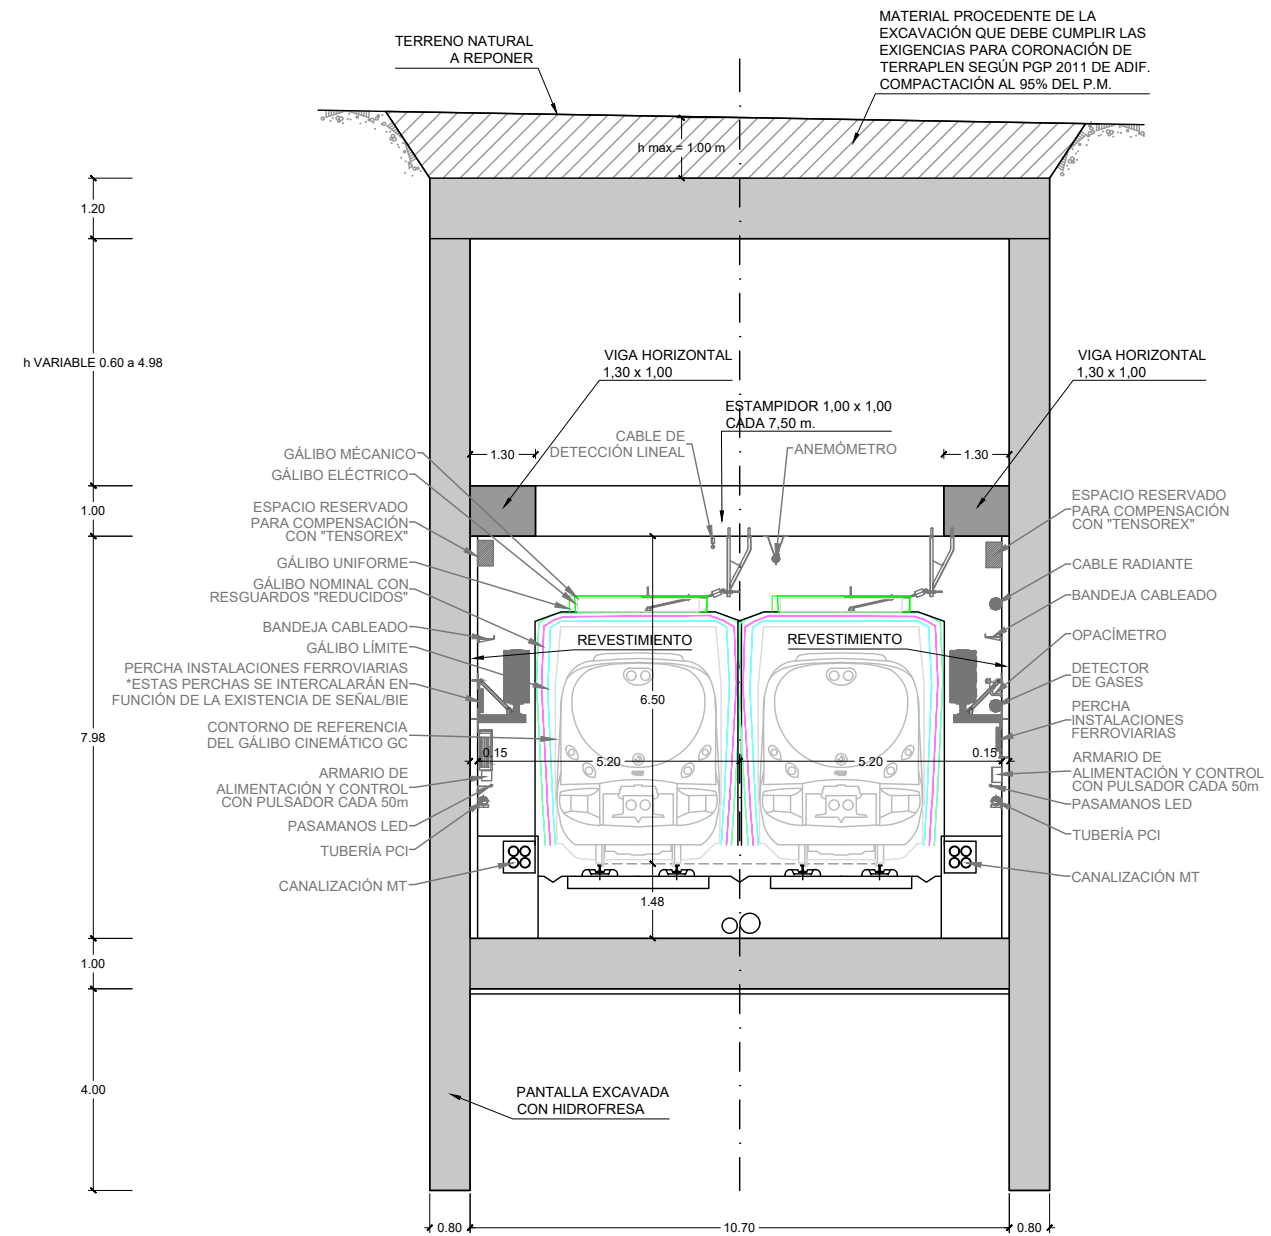 MATERIAL PROCEDENTE DE LA
EXCAVACIÓN QUE DEBE CUMPLIR LAS
EXIGENCIAS PARA CORONACIÓN DE
TERRAPLEN SEGÚN PGP 2011 DE ADIF.
COMPACTACIÓN AL 95% DEL P.M.
TERRENO NATURAL
A REPONER
h max.= 1.00 m
1.20
h VARIABLE 0.60 a 4.98
VIGA HORIZONTAL
1,30 x 1,00
VIGA HORIZONTAL
1,30 x 1,00
ESTAMPIDOR 1,00 x 1,00
CADA 7,50 m.
CABLE DE
DETECCIÓN LINEAL
ANEMÓMETRO
1.30
1.30
GÁLIBO MÉCANICO
GÁLIBO ELÉCTRICO
ESPACIO RESERVADO
PARA COMPENSACIÓN
CON "TENSOREX"
GÁLIBO UNIFORME
GÁLIBO NOMINAL CON
RESGUARDOS "REDUCIDOS"
BANDEJA CABLEADO
GÁLIBO LÍMITE
PERCHA INSTALACIONES FERROVIARIAS
*ESTAS PERCHAS SE INTERCALARÁN EN
FUNCIÓN DE LA EXISTENCIA DE SEÑAL/BIE
CONTORNO DE REFERENCIA
DEL GÁLIBO CINEMÁTICO GC
ARMARIO DE
ALIMENTACIÓN Y CONTROL
CON PULSADOR CADA 50m
PASAMANOS LED
TUBERÍA PCI
CANALIZACIÓN MT
1.00
7.98
1.00
4.00
REVESTIMIENTO
REVESTIMIENTO
6.50
0.15
5.20
5.20
0.15
1.48
ESPACIO RESERVADO
PARA COMPENSACIÓN
CON "TENSOREX"
CABLE RADIANTE
BANDEJA CABLEADO
OPACÍMETRO
DETECTOR
DE GASES
PERCHA
INSTALACIONES
FERROVIARIAS
ARMARIO DE
ALIMENTACIÓN Y CONTROL
CON PULSADOR CADA 50m
PASAMANOS LED
TUBERÍA PCI
CANALIZACIÓN MT
PANTALLA EXCAVADA
CON HIDROFRESA
0.80
10.70
0.80